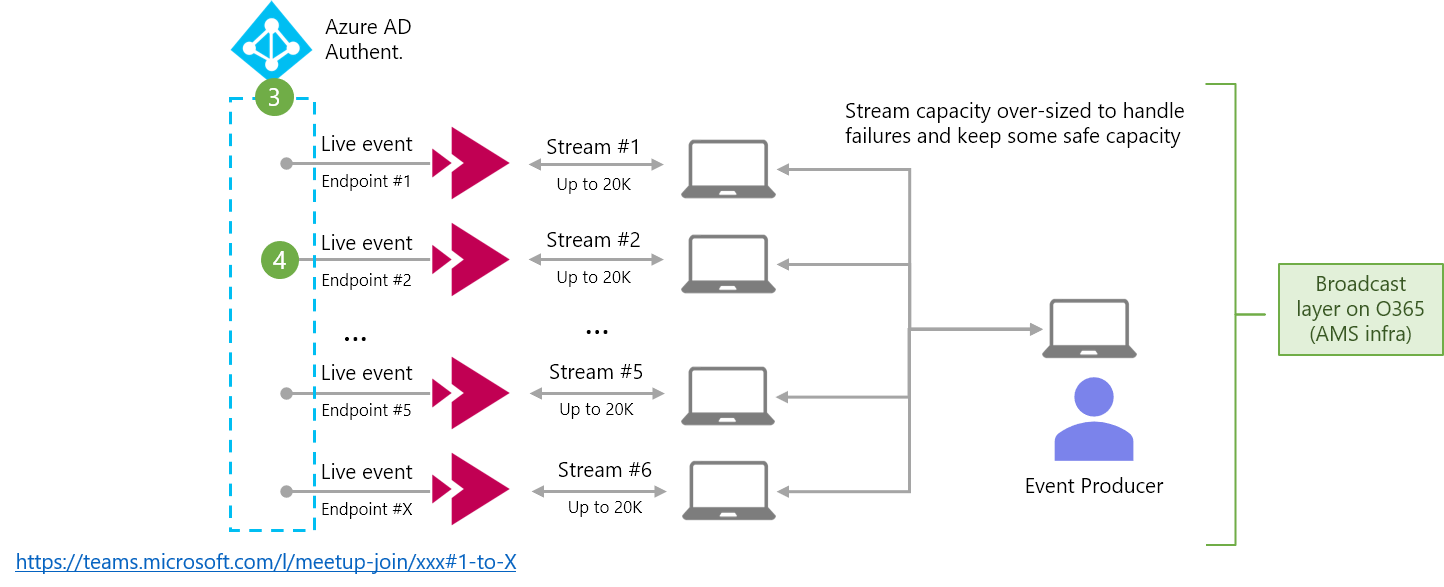 Azure AD
Authent.
3
Stream capacity over-sized to handle
failures and keep some safe capacity
Live event
Endpoint #1
Stream #1
Up to 20K
4
Live event
Endpoint #2
Stream #2
Up to 20K
...
...
Live event
Endpoint #5
Stream #5
Up to 20K
Live event
Endpoint #X
Stream #6
Up to 20K
Event Producer
Broadcast
layer on O365
(AMS infra)
https://teams.microsoft.com/l/meetup-join/xxx#1-to-X